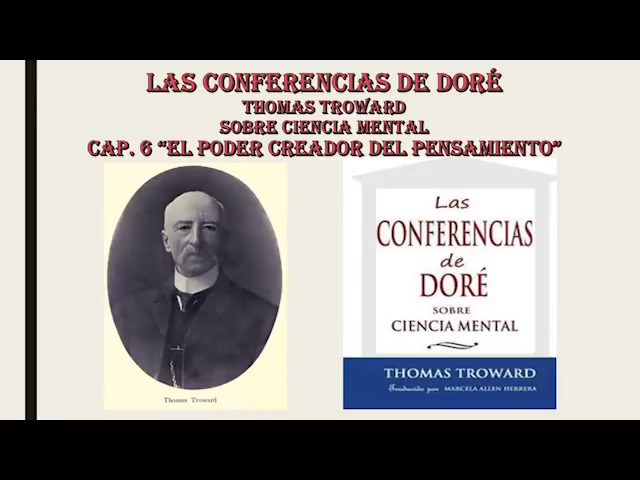 LAS CONFERENCIAS DE DORÉ
THOMAS TROWARD
SOBRE CIENCIA MENTAL
CAP. 6 “EL PODER CREADOR DEL PENSAMIENTO”
Thomas Troward
Las
CONFERENCIAS
de
DORÉ
SOBRE
CIENCIA MENTAL
THOMAS TROWARD
Traducido por MARCELA ALLEN HERRERA